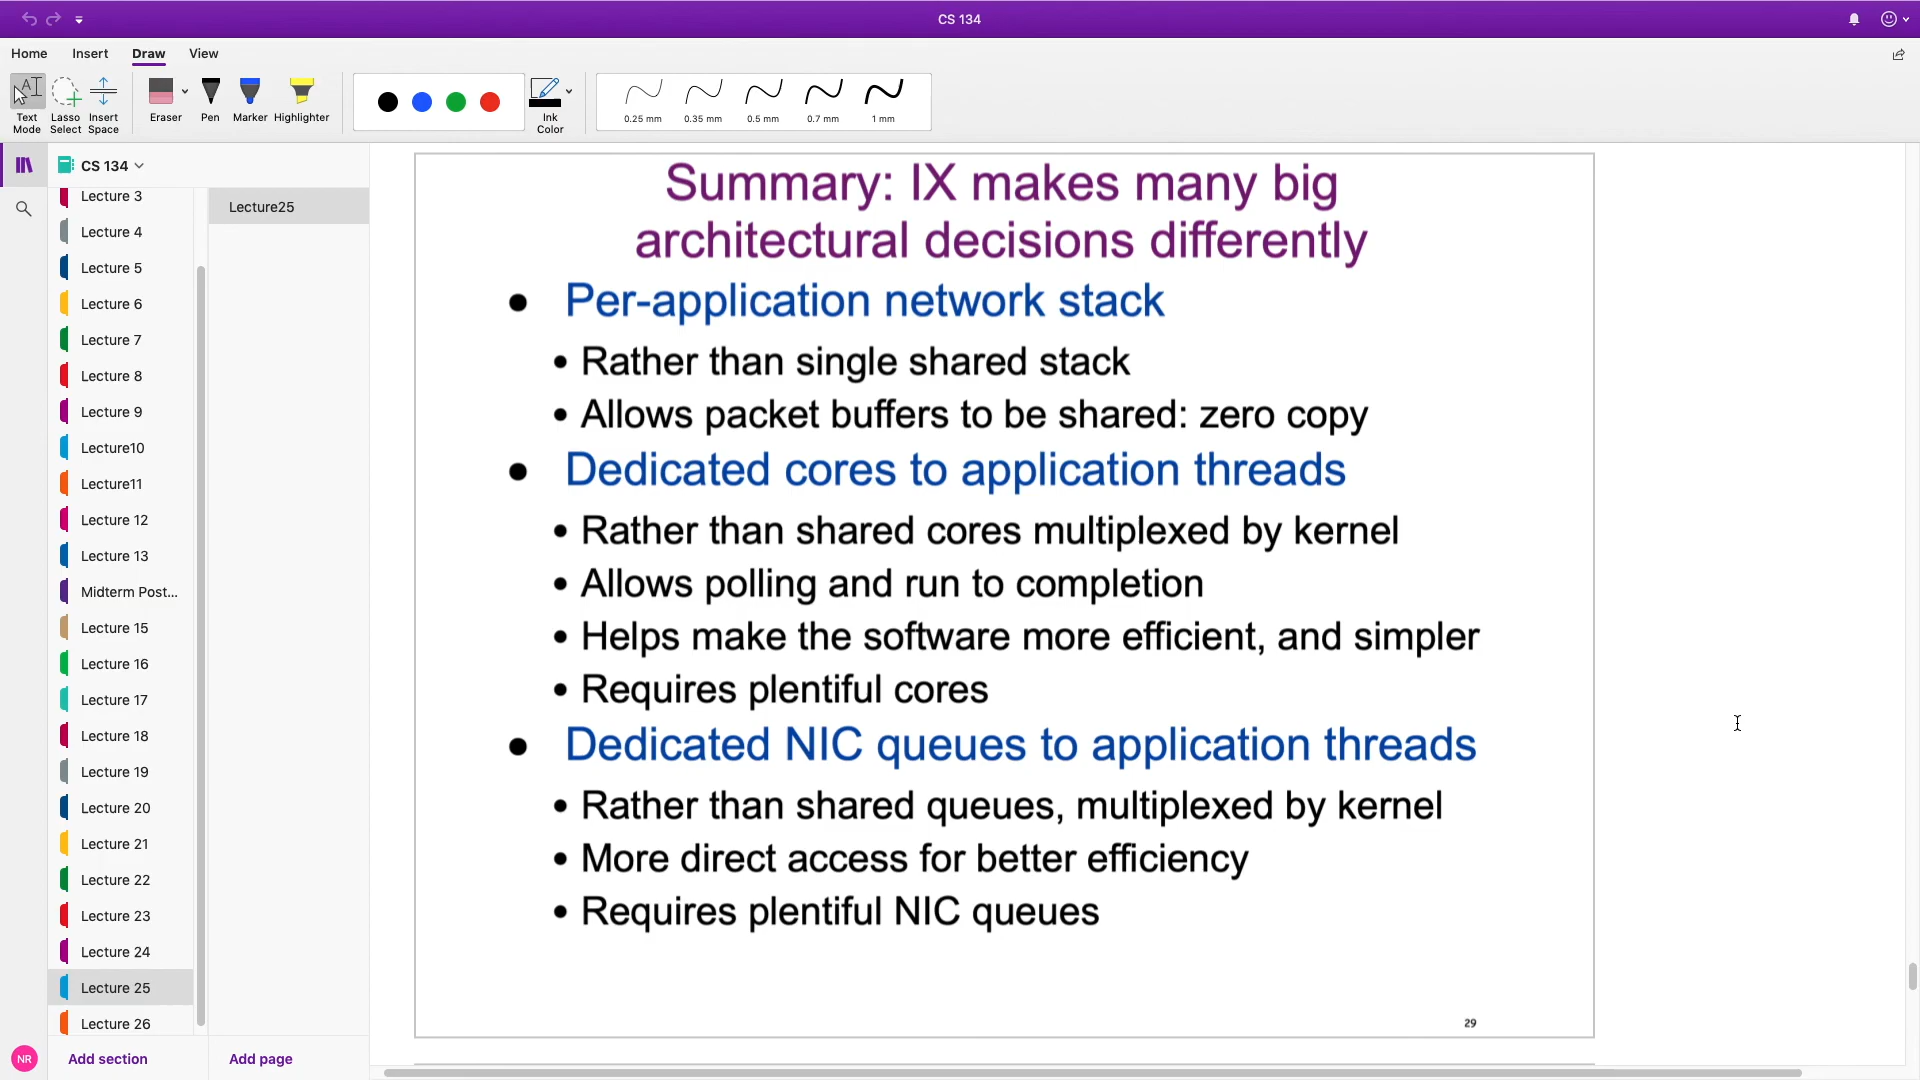 CS 134
Home Insert Draw View
Text Mode
Lasso Select
Insert Space
Eraser
Pen
Marker
Highlighter
Ink Color
0.25 mm
0.35 mm
0.5 mm
0.7 mm
1 mm
CS 134
Lecture 3
Lecture 4
Lecture 5
Lecture 6
Lecture 7
Lecture 8
Lecture 9
Lecture10
Lecture11
Lecture 12
Lecture 13
Midterm Post...
Lecture 15
Lecture 16
Lecture 17
Lecture 18
Lecture 19
Lecture 20
Lecture 21
Lecture 22
Lecture 23
Lecture 24
Lecture 25
Lecture 26
NR
Add section
Lecture25
Add page
Summary: IX makes many big
architectural decisions differently
● Per-application network stack
• Rather than single shared stack
• Allows packet buffers to be shared: zero copy
● Dedicated cores to application threads
• Rather than shared cores multiplexed by kernel
• Allows polling and run to completion
• Helps make the software more efficient, and simpler
• Requires plentiful cores
● Dedicated NIC queues to application threads
• Rather than shared queues, multiplexed by kernel
• More direct access for better efficiency
• Requires plentiful NIC queues
29